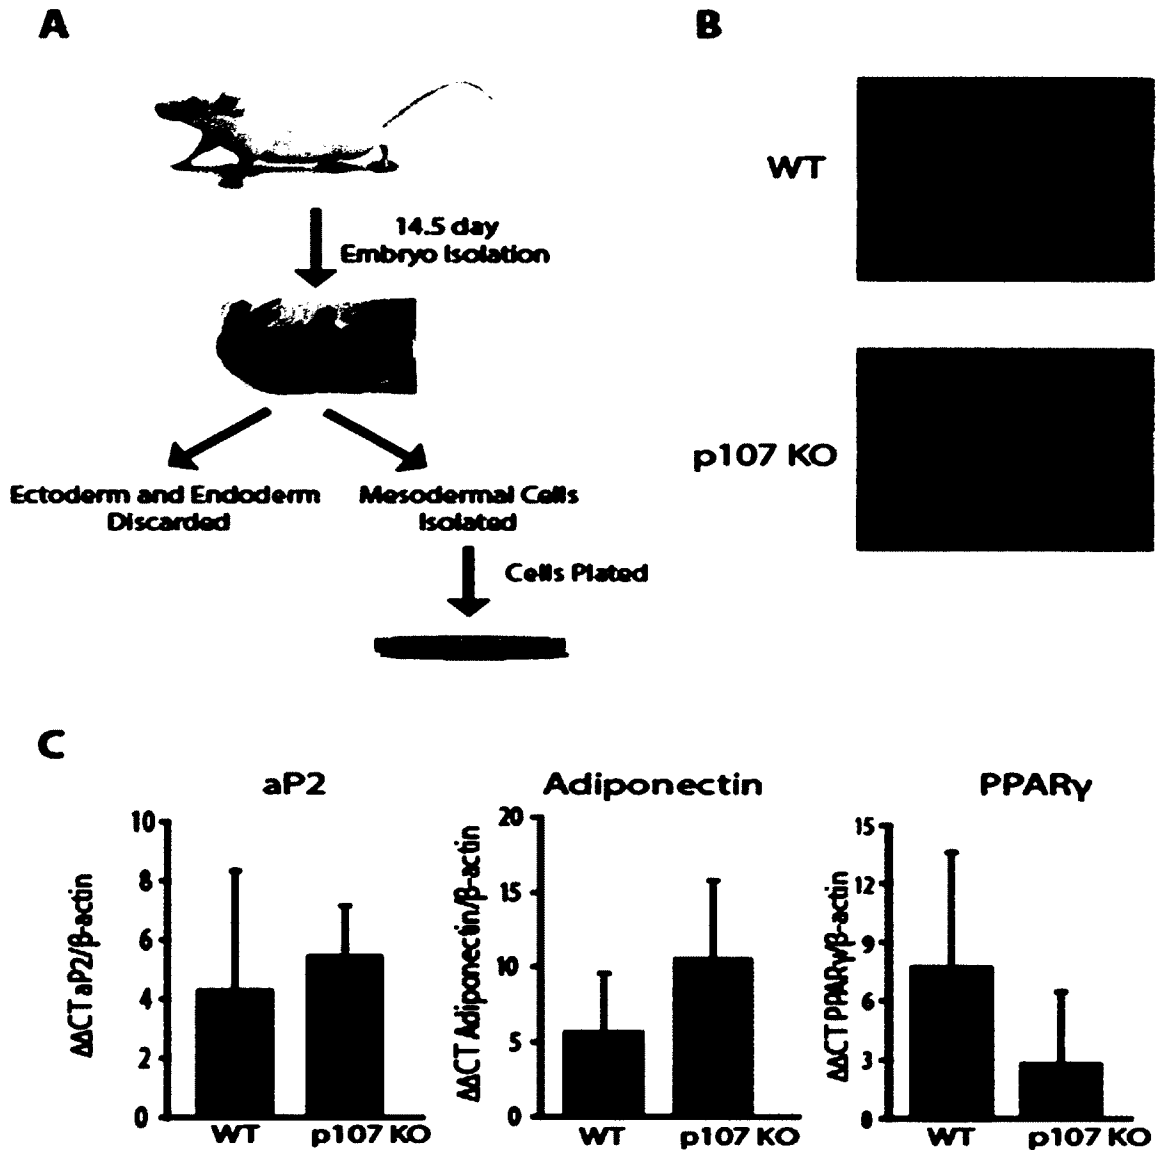 A
B
14.5 day
Embryo Isolation
WT
p107 KO
Ectoderm and Endoderm
Discarded
Mesodermal Cells
Isolated
Cells Plated
C
aP2
Adiponectin
PPARγ
ΔΔCT aP2/β-actin
10
8
6
4
2
0
WT
p107 KO
ΔΔCT Adiponectin/β-actin
20
15
10
5
0
WT
p107 KO
ΔΔCT PPARγ/β-actin
15
12
9
6
3
0
WT
p107 KO